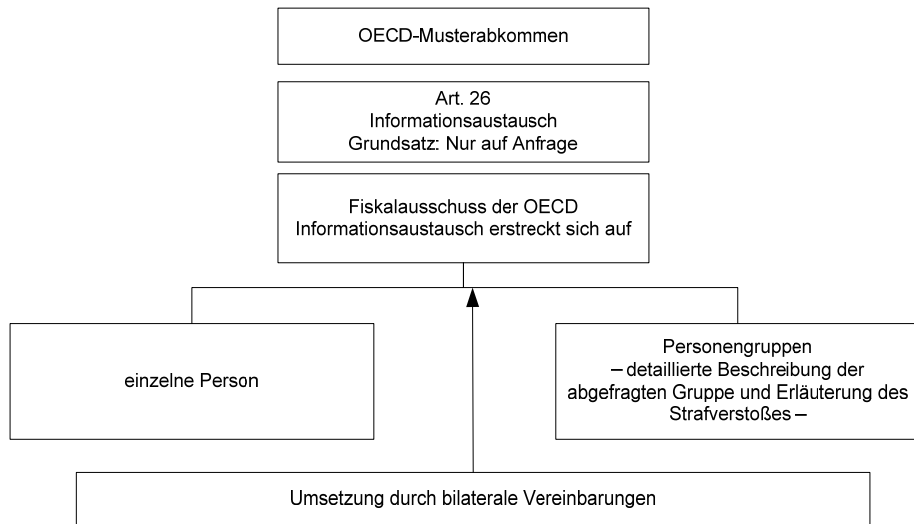 OECD-Musterabkommen
Art. 26
Informationsaustausch
Grundsatz: Nur auf Anfrage
Fiskalausschuss der OECD
Informationsaustausch erstreckt sich auf
einzelne Person
Personengruppen
– detaillierte Beschreibung der
abgefragten Gruppe und Erläuterung des
Strafverstoßes –
Umsetzung durch bilaterale Vereinbarungen